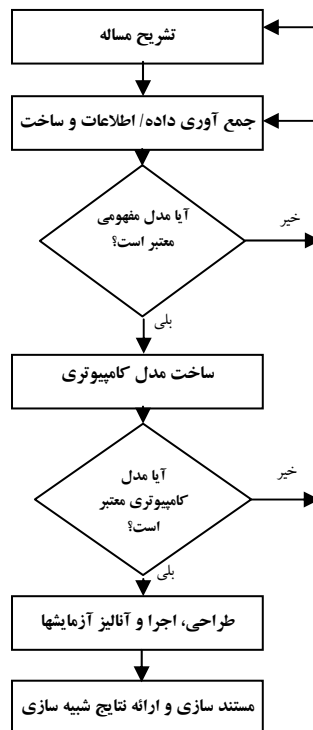 تشریح مساله
جمع آوری داده/ اطلاعات و ساخت
آیا مدل مفهومی
معتبر است؟
خیر
بلی
ساخت مدل کامپیوتری
آیا مدل
کامپیوتری معتبر
است؟
خیر
بلی
طراحی، اجرا و آنالیز آزمایشها
مستند سازی و ارائه نتایج شبیه سازی